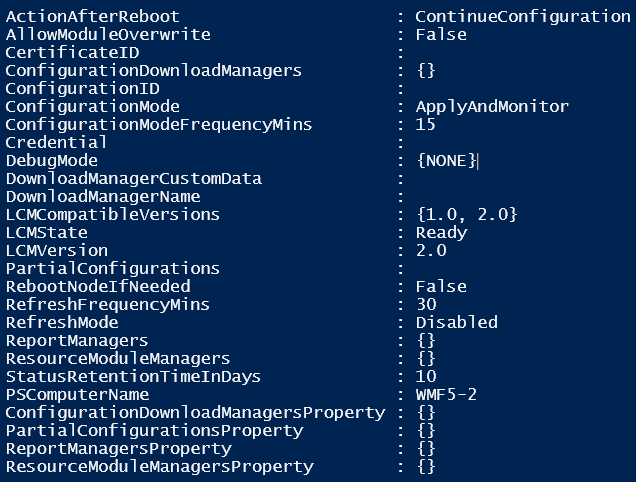 ActionAfterReboot : ContinueConfiguration
AllowModuleOverwrite : False
CertificateID :
ConfigurationDownloadManagers : {}
ConfigurationID :
ConfigurationMode : ApplyAndMonitor
ConfigurationModeFrequencyMins : 15
Credential :
DebugMode : {NONE}
DownloadManagerCustomData :
DownloadManagerName :
LCMCompatibleVersions : {1.0, 2.0}
LCMState : Ready
LCMVersion : 2.0
PartialConfigurations :
RebootNodeIfNeeded : False
RefreshFrequencyMins : 30
RefreshMode : Disabled
ReportManagers : {}
ResourceModuleManagers : {}
StatusRetentionTimeInDays : 10
PSComputerName : WMF5-2
ConfigurationDownloadManagersProperty : {}
PartialConfigurationsProperty : {}
ReportManagersProperty : {}
ResourceModuleManagersProperty : {}